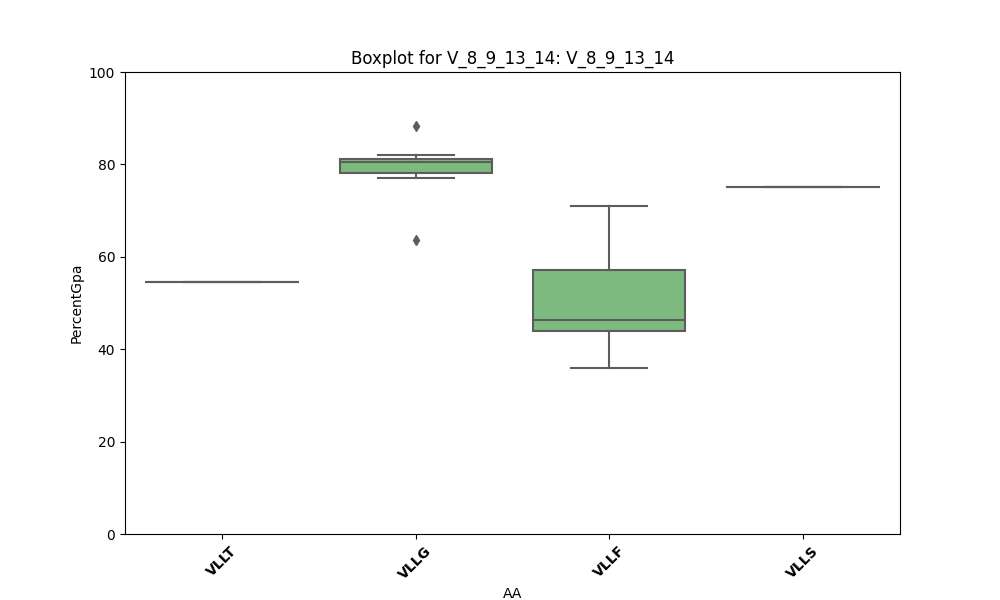 Boxplot for V_8_9_13_14: V_8_9_13_14
100
80
60
40
20
0
PercentGpa
VLLT
VLLG
VLLF
VLLS
AA